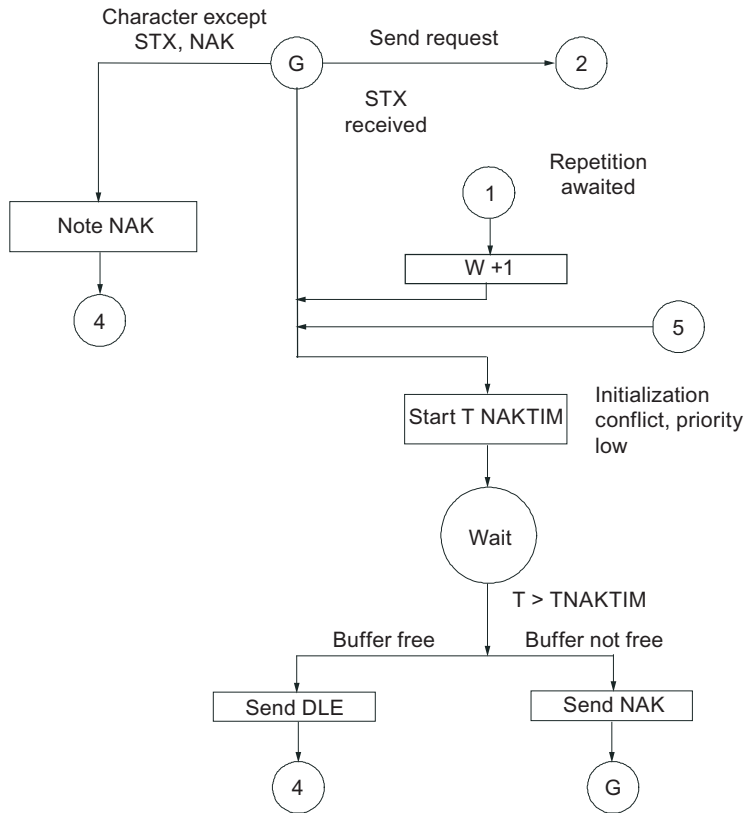 Character except
STX, NAK
G
Send request
2
STX
received
Repetition
awaited
1
Note NAK
W +1
4
5
Start T NAKTIM
Initialization
conflict, priority
low
Wait
T > TNAKTIM
Buffer free
Buffer not free
Send DLE
Send NAK
4
G